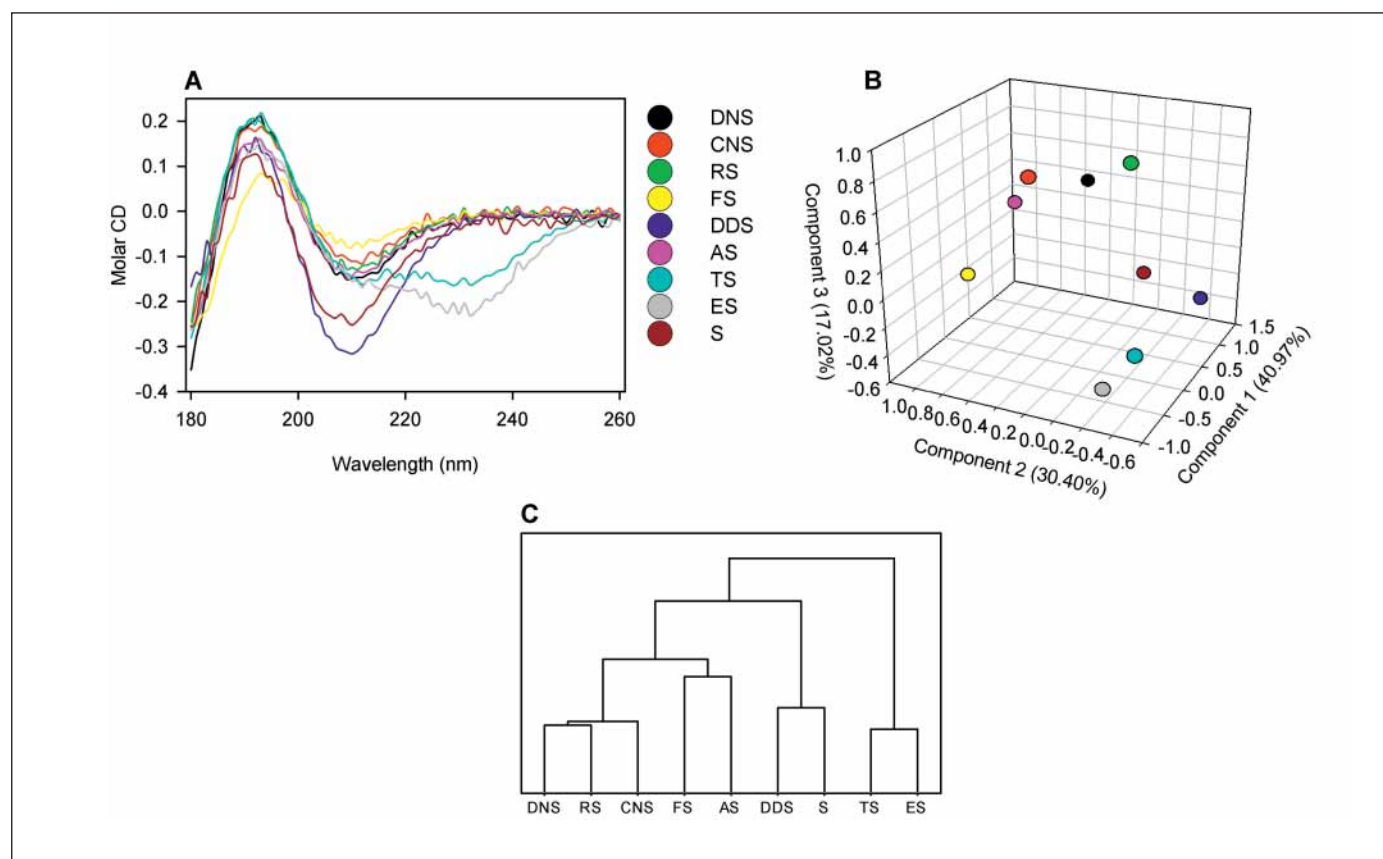 A
Molar CD
0.2
0.1
0.0
-0.1
-0.2
-0.3
-0.4
180
200
220
240
260
Wavelength (nm)
DNS
CNS
RS
FS
DDS
AS
TS
ES
S
B
Component 3 (17.02%)
1.0
0.8
0.6
0.4
0.2
0.0
-0.2
-0.4
-0.6
1.0
0.8
0.6
0.4
0.2
0.0
-0.2
-0.4
-0.6
Component 2 (30.40%)
1.5
1.0
0.5
0.0
-0.5
-1.0
Component 1 (40.97%)
C
DNS RS CNS FS AS DDS S TS ES